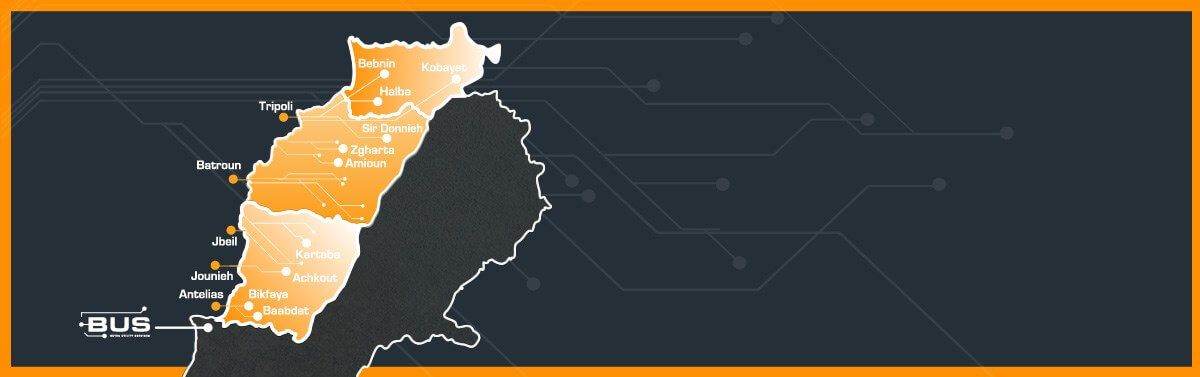 Bebnin
Kobayat
Halba
Tripoli
Sir Donnieh
Zgharta
Amioun
Batroun
Jbeil
Kartaba
Jounieh
Achkout
Antelias
Bikfaya
Baabdat
BUS